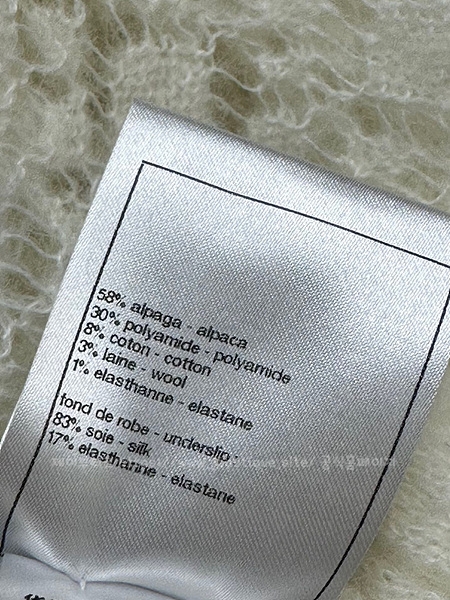 58% alpaga - alpaca
30% polyamide - polyamide
8% coton - cotton
3% laine - wool
1% elasthanne - elastane
fond de robe - underslip :
83% soie - silk
17% elasthanne - elastane